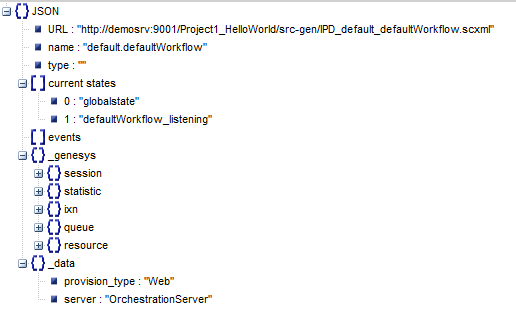 JSON
URL : "http://demosrv:9001/Project1_HelloWorld/src-gen/IPD_default_defaultWorkflow.scxml"
name : "default.defaultWorkflow"
type : ""
current states
0 : "globalstate"
1 : "defaultWorkflow_listening"
events
_genesys
session
statistic
ixn
queue
resource
_data
provision_type : "Web"
server : "OrchestrationServer"